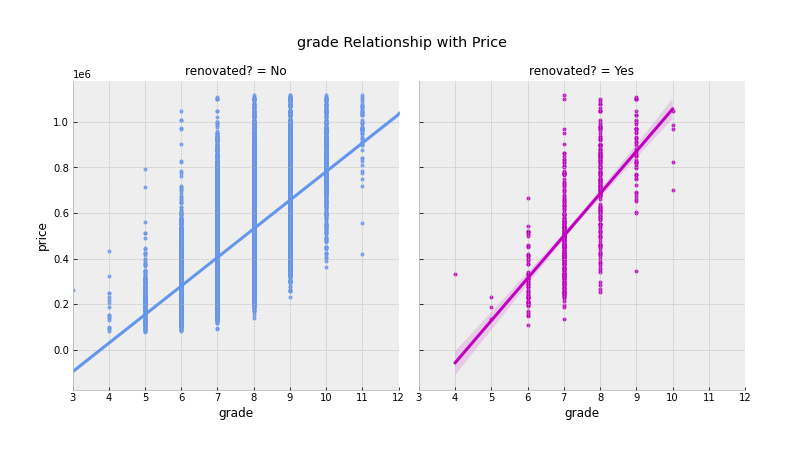 grade Relationship with Price
renovated? = No
renovated? = Yes
1e6
1.0
0.8
0.6
0.4
0.2
0.0
price
3 4 5 6 7 8 9 10 11 12
3 4 5 6 7 8 9 10 11 12
grade
grade